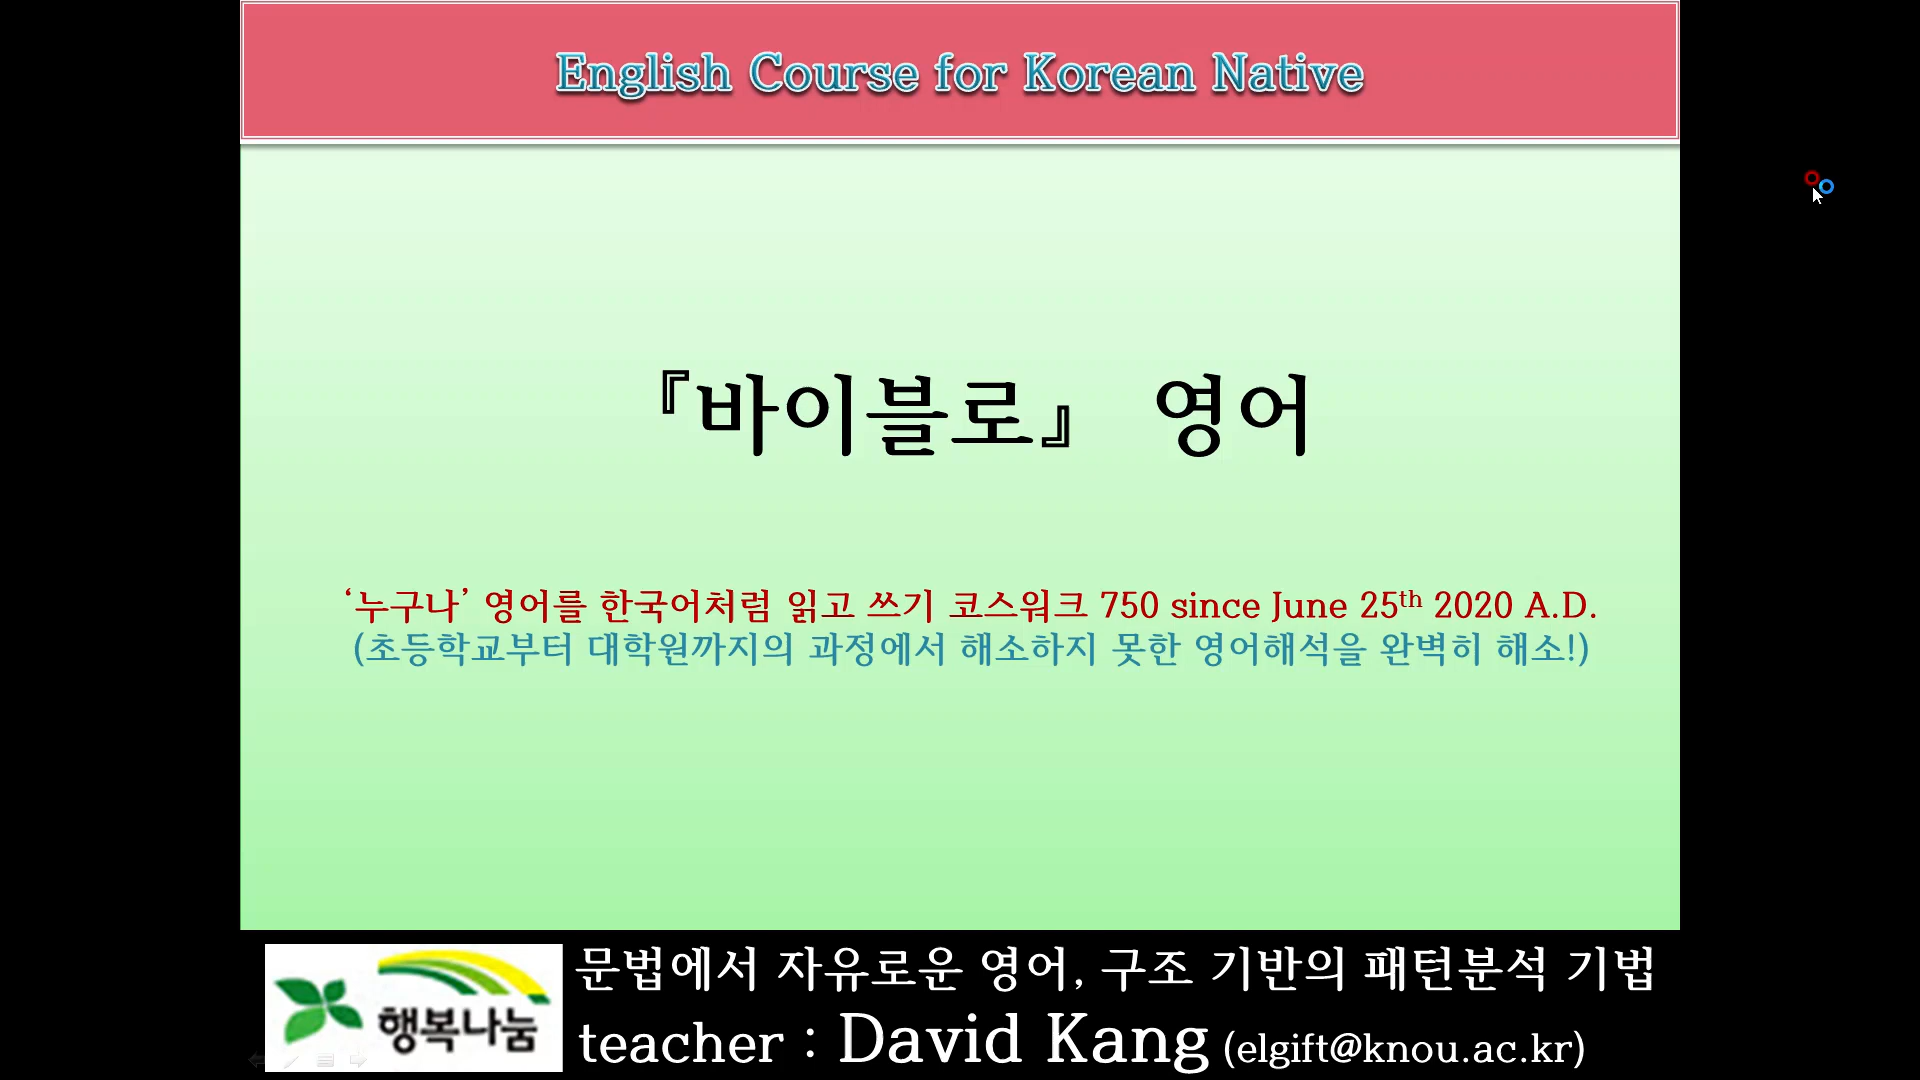 English Course for Korean Native
『바이블로』 영어
‘누구나’ 영어를 한국어처럼 읽고 쓰기 코스워크 750 since June 25th 2020 A.D.
(초등학교부터 대학원까지의 과정에서 해소하지 못한 영어해석을 완벽히 해소!)
행복나눔
문법에서 자유로운 영어, 구조 기반의 패턴분석 기법
teacher : David Kang (elgift@knou.ac.kr)